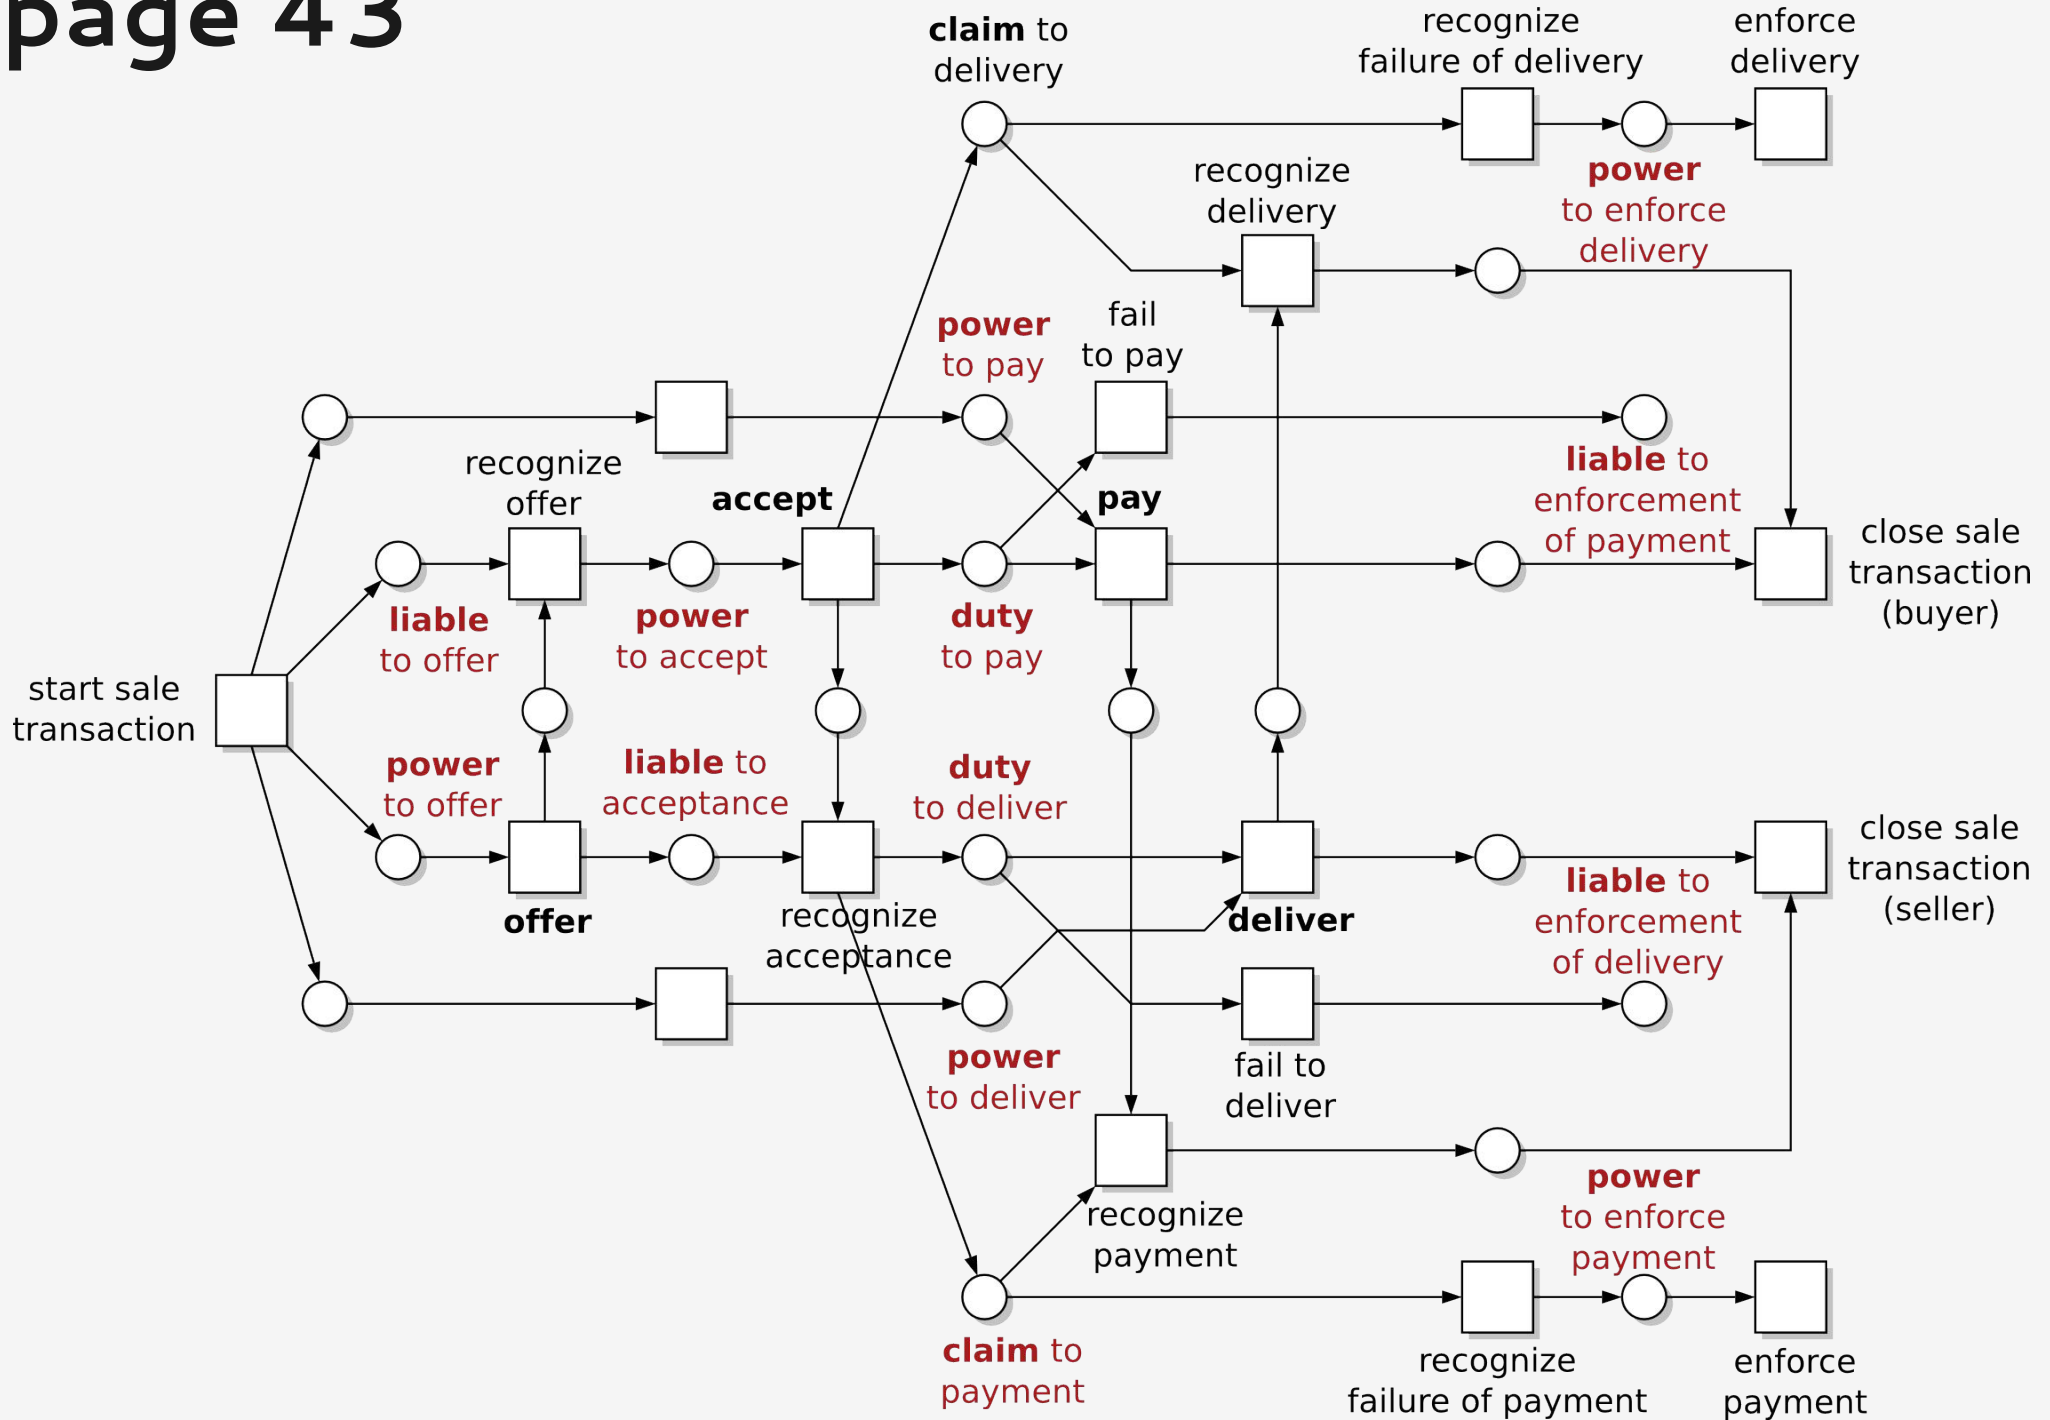 page 43
claim to
delivery
recognize
failure of delivery
enforce
delivery
power
to enforce
delivery
recognize
delivery
power
to pay
fail
to pay
recognize
offer
accept
pay
liable to
enforcement
of payment
close sale
transaction
(buyer)
liable
to offer
power
to accept
duty
to pay
start sale
transaction
power
to offer
liable to
acceptance
duty
to deliver
offer
recognize
acceptance
deliver
liable to
enforcement
of delivery
close sale
transaction
(seller)
power
to deliver
fail to
deliver
recognize
payment
power
to enforce
payment
claim to
payment
recognize
failure of payment
enforce
payment